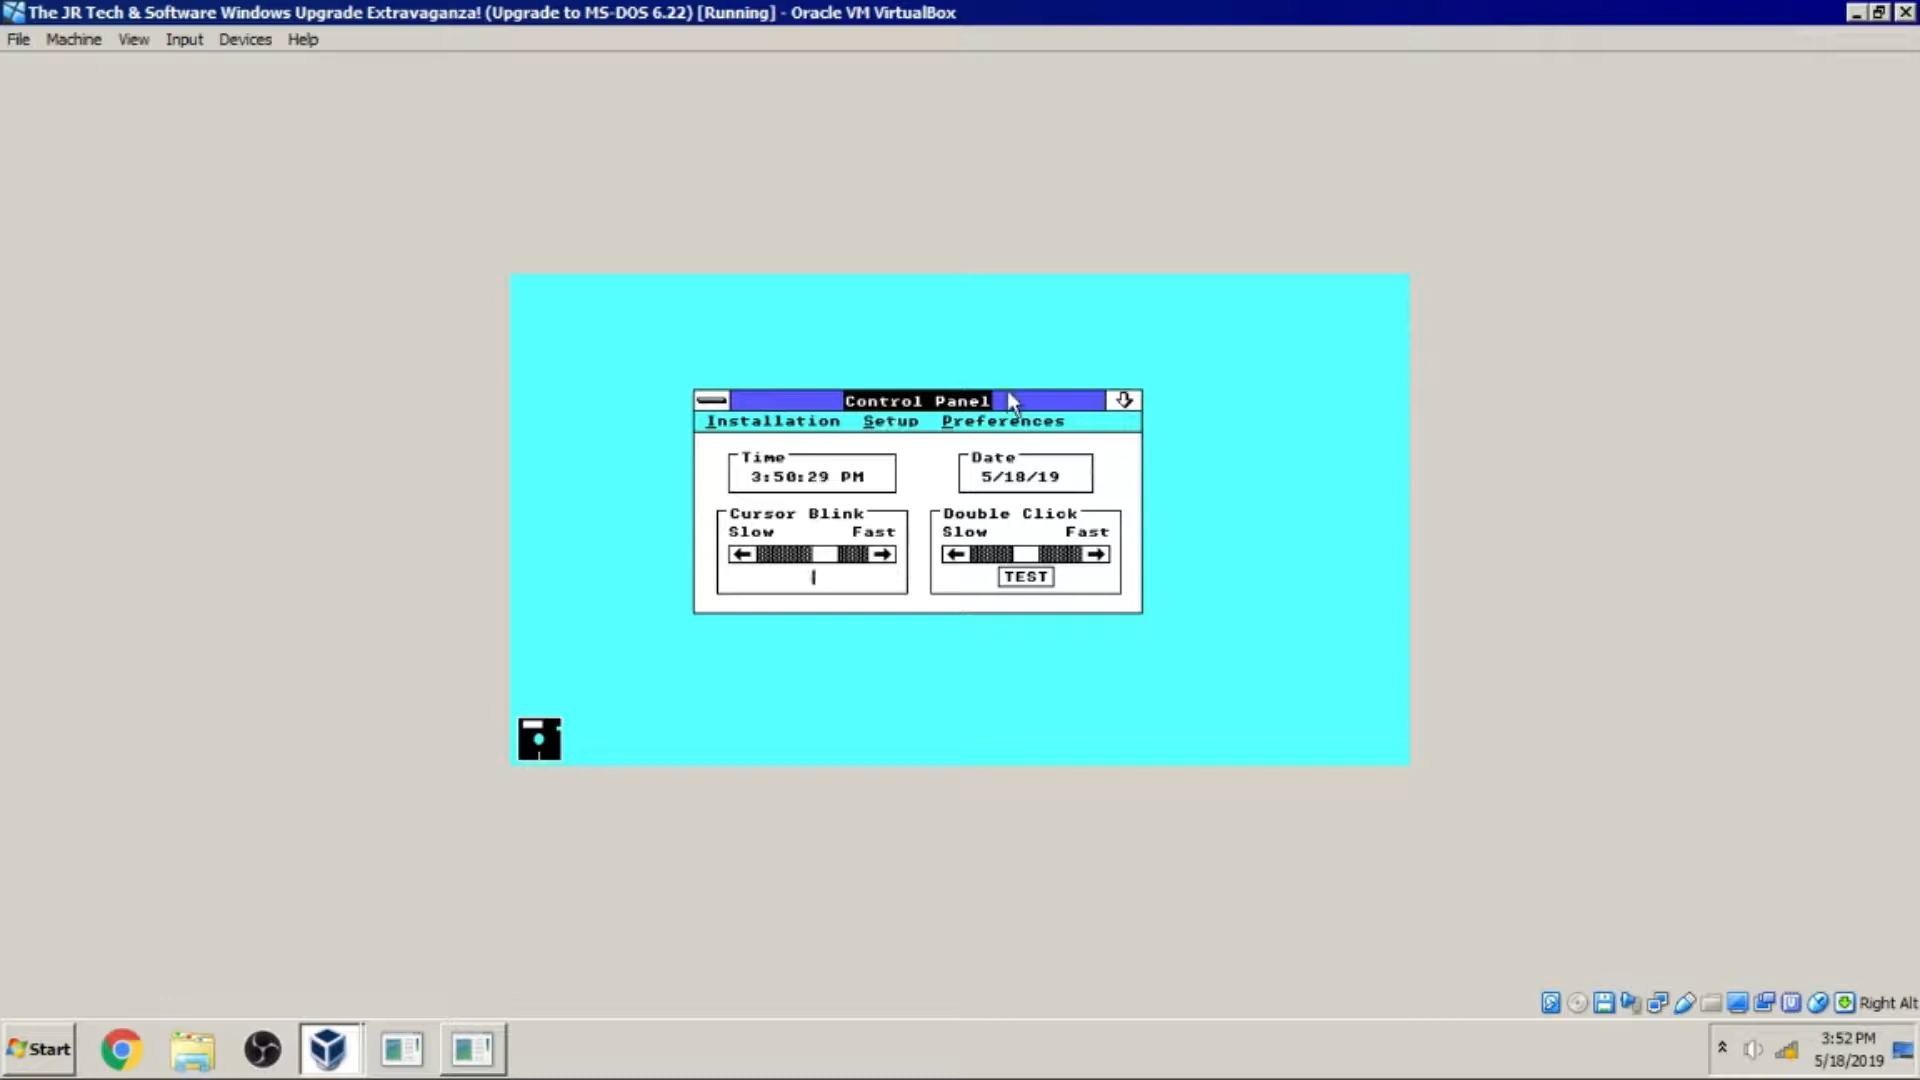 The JR Tech & Software Windows Upgrade Extravaganza! (Upgrade to MS-DOS 6.22) [Running] - Oracle VM VirtualBox
File Machine View Input Devices Help
Control Panel
Installation Setup Preferences
Time Date
3:50:29 PM 5/18/19
Cursor Blink Double Click
Slow Fast Slow Fast
TEST
Right Alt
Start
3:52 PM
5/18/2019